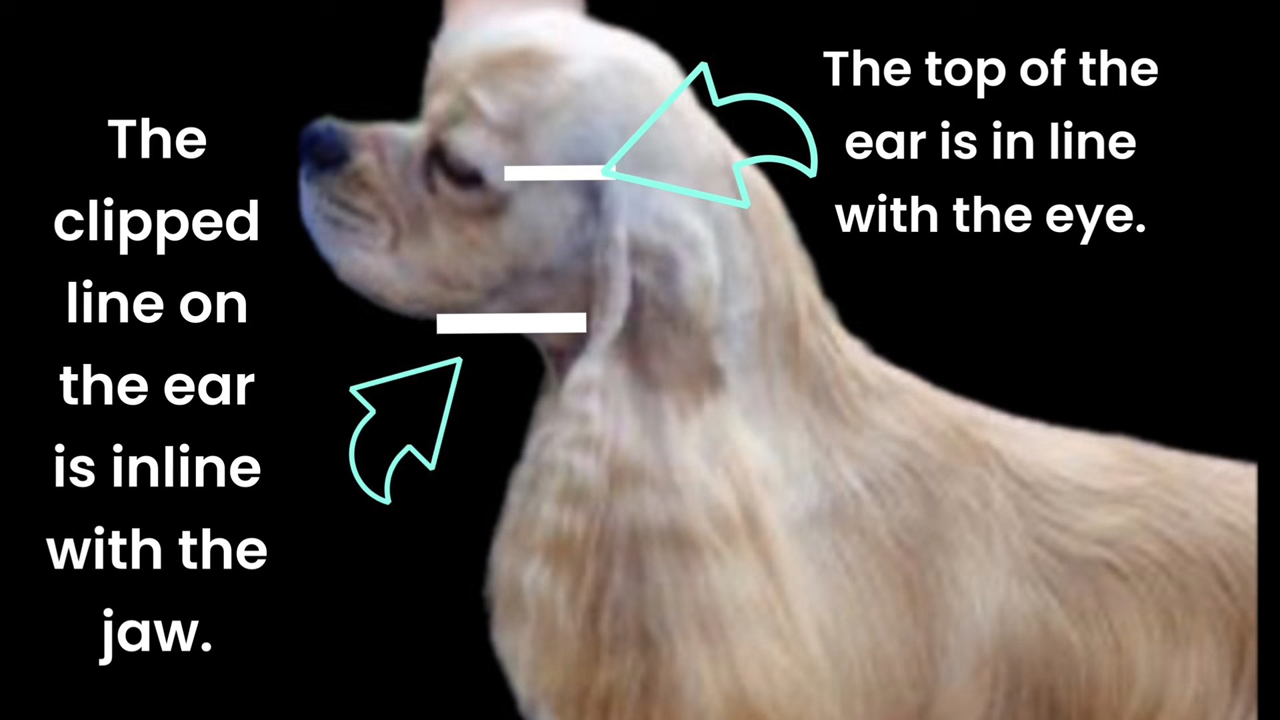 The
clipped
line on
the ear
is inline
with the
jaw.
The top of the
ear is in line
with the eye.